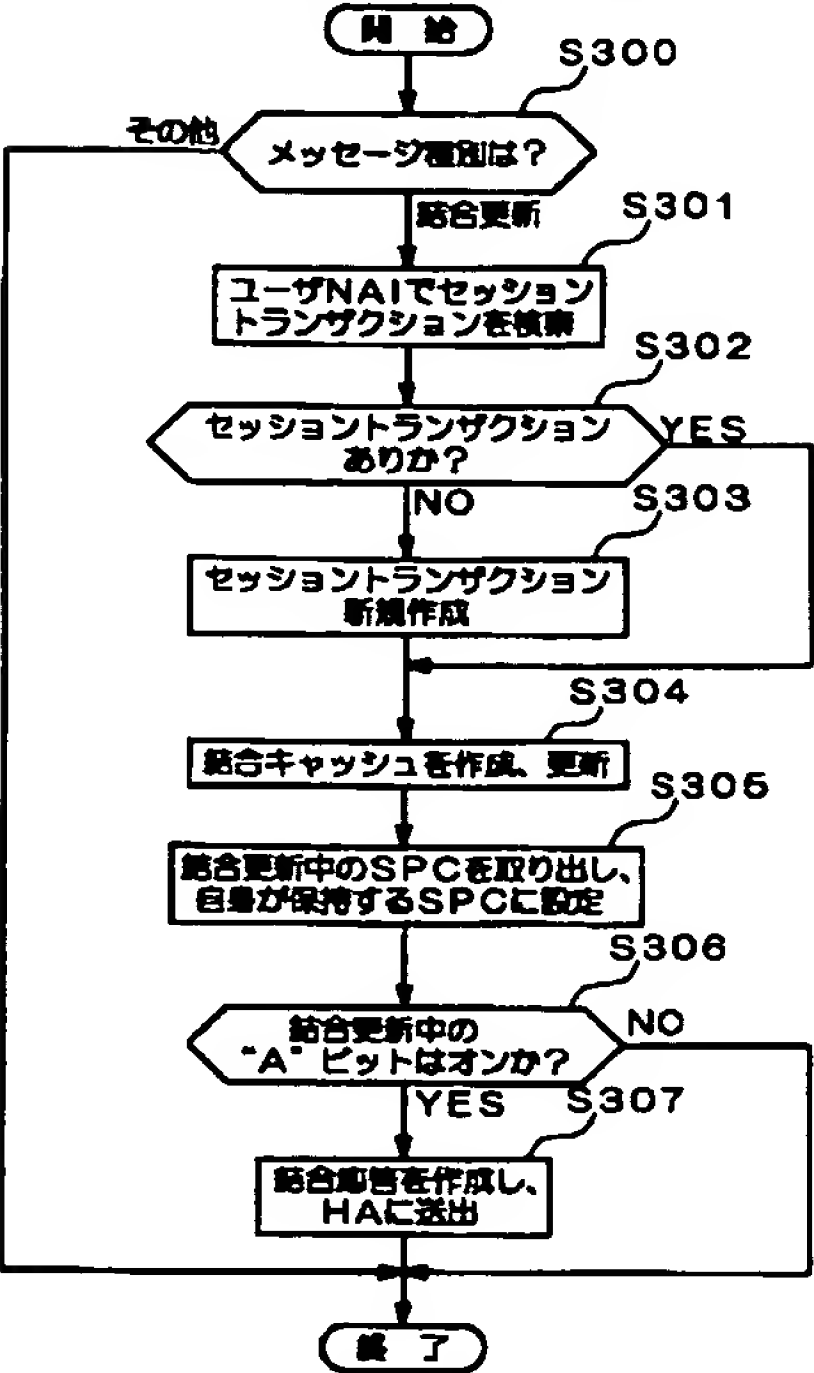 開始
S300
その他
メッセージ種別は?
結合更新
S301
ユーザNAIでセッション
トランザクションを検索
S302
セッショントランザクション
ありか?
YES
NO
S303
セッショントランザクション
新規作成
S304
結合キャッシュを作成、更新
S305
結合更新中のSPCを取り出し、
自身が保持するSPCに設定
S306
結合更新中の
"A"ビットはオンか?
NO
YES
S307
結合応答を作成し、
HAに送出
終了